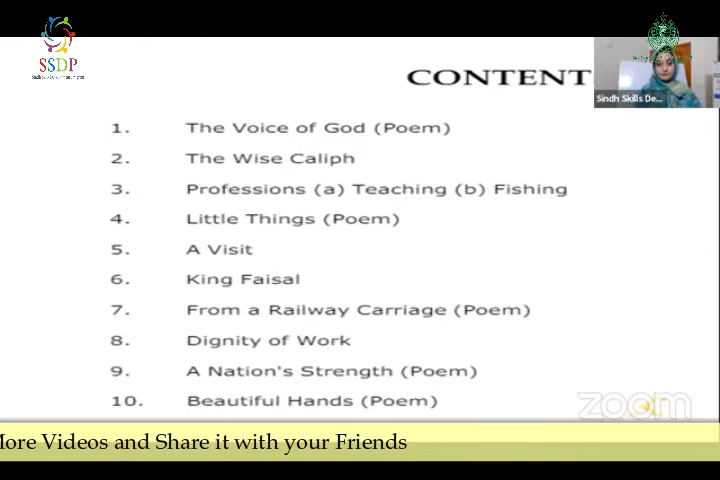 SSDP
CONTENT
Sindh Skills De...
1. The Voice of God (Poem)
2. The Wise Caliph
3. Professions (a) Teaching (b) Fishing
4. Little Things (Poem)
5. A Visit
6. King Faisal
7. From a Railway Carriage (Poem)
8. Dignity of Work
9. A Nation's Strength (Poem)
10. Beautiful Hands (Poem)
zoom
More Videos and Share it with your Friends